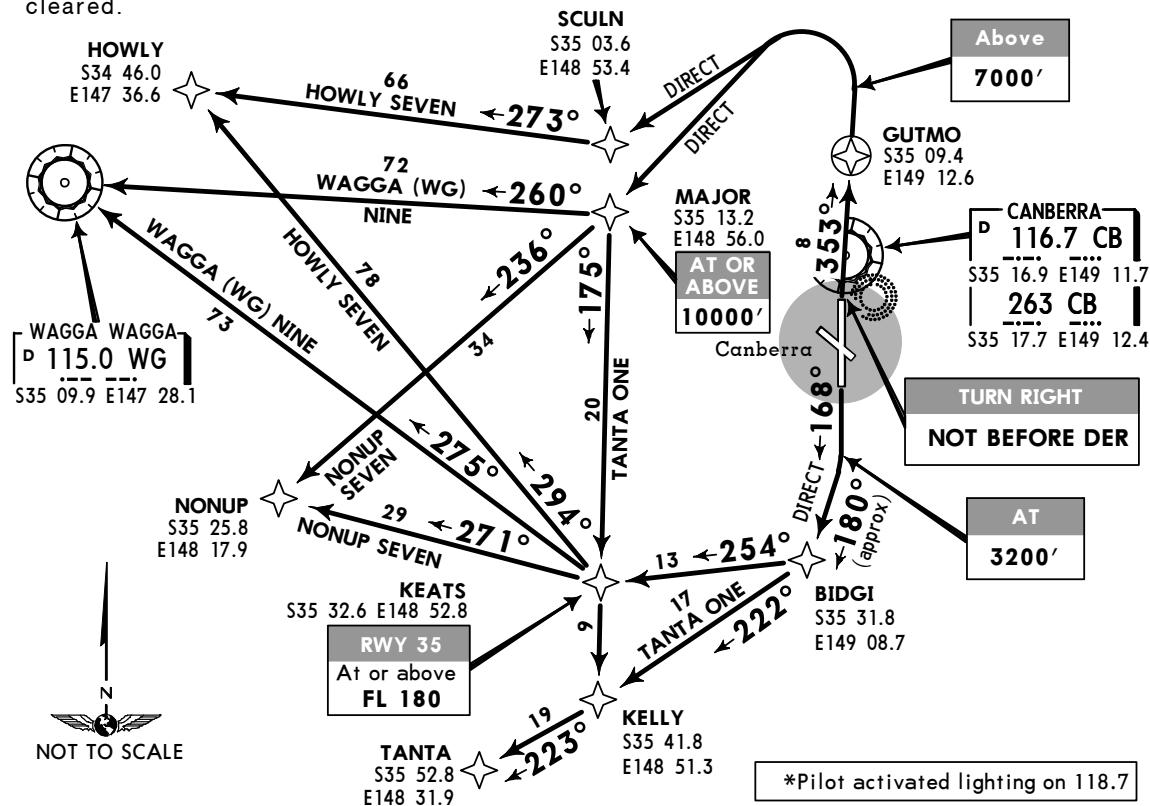 cleared.
SCULN
S35 03.6
E148 53.4
HOWLY
S34 46.0
E147 36.6
66
HOWLY SEVEN
273°
DIRECT
DIRECT
Above
7000'
GUTMO
S35 09.4
E149 12.6
72
WAGGA (WG)
NINE
260°
MAJOR
S35 13.2
E148 56.0
AT OR
ABOVE
10000'
8
353°
CANBERRA
D 116.7 CB
S35 16.9 E149 11.7
263 CB
S35 17.7 E149 12.4
WAGGA (WG) NINE
73
HOWLY SEVEN
78
236°
34
175°
20
TANTA ONE
Canberra
WAGGA WAGGA
D 115.0 WG
S35 09.9 E147 28.1
TURN RIGHT
NOT BEFORE DER
168°
DIRECT
180°
(approx)
AT
3200'
NONUP
SEVEN
275°
294°
NONUP
S35 25.8
E148 17.9
29
271°
NONUP SEVEN
13
254°
KEATS
S35 32.6 E148 52.8
BIDGI
S35 31.8
E149 08.7
17
TANTA ONE
222°
9
RWY 35
At or above
FL 180
KELLY
S35 41.8
E148 51.3
19
223°
TANTA
S35 52.8
E148 31.9
N
NOT TO SCALE
*Pilot activated lighting on 118.7